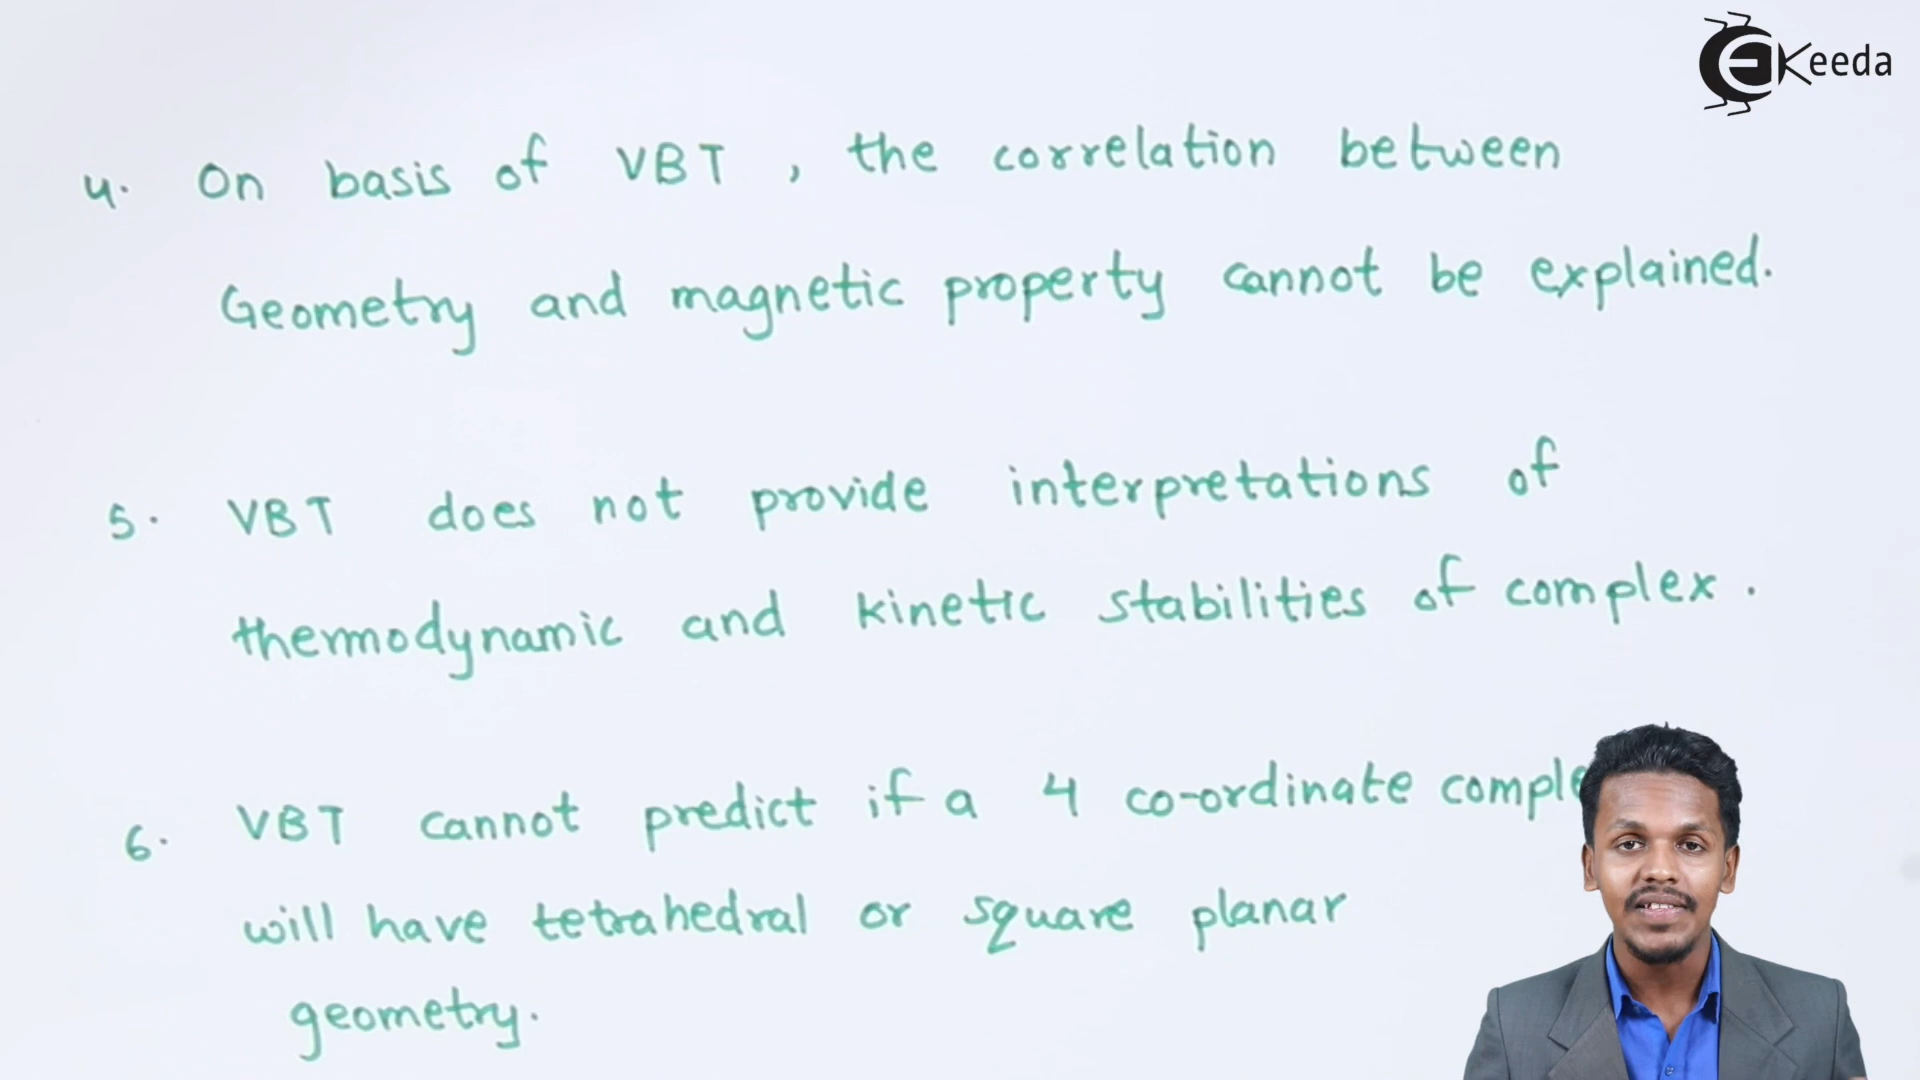 EKeeda
4. On basis of VBT, the correlation between
Geometry and magnetic property cannot be explained.
5. VBT does not provide interpretations of
thermodynamic and kinetic stabilities of complex.
6. VBT cannot predict if a 4 co-ordinate
will have tetrahedral or square planar
geometry.